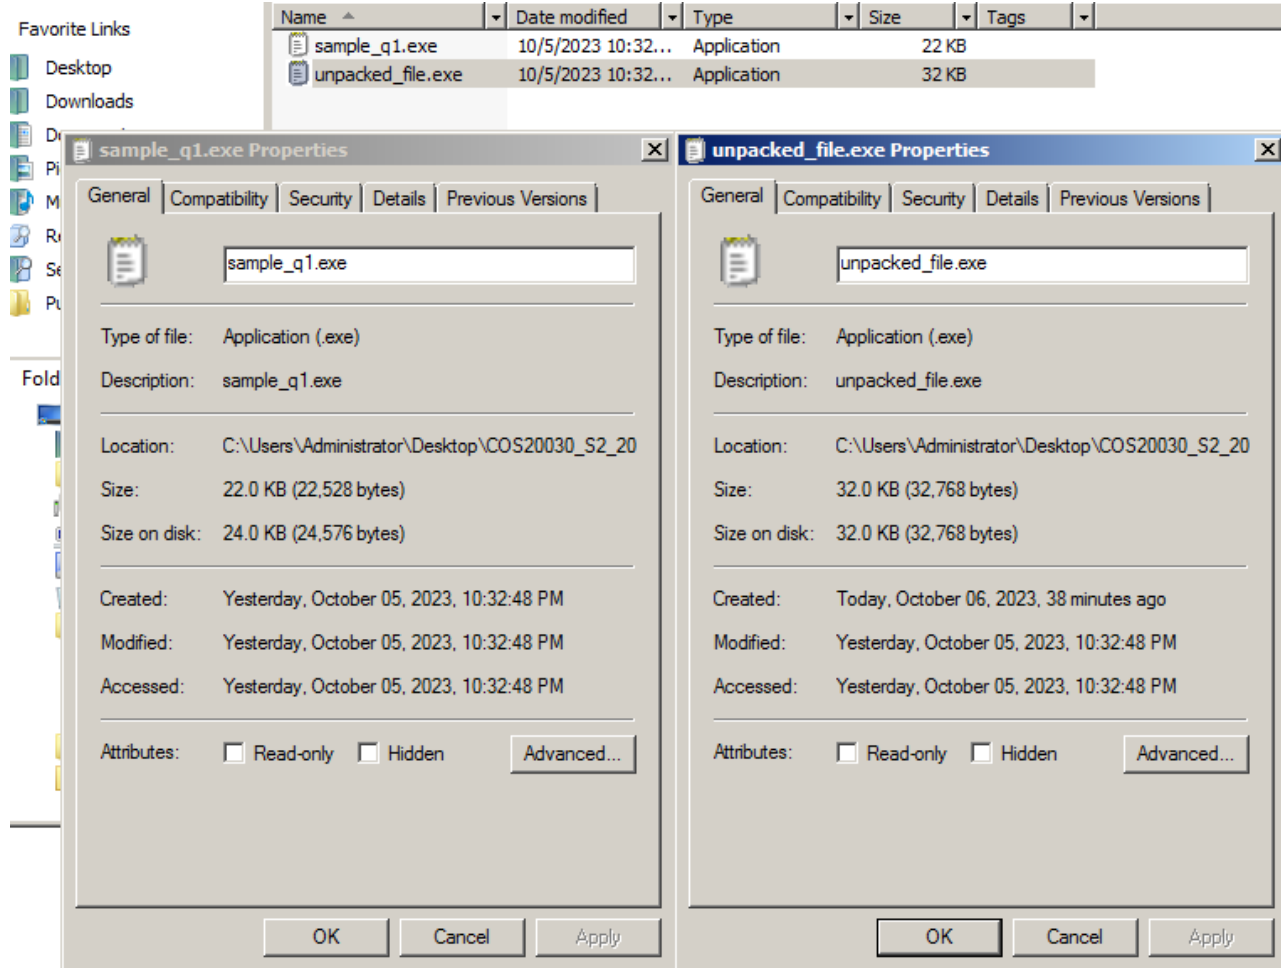 Favorite Links
Desktop
Downloads
Pi
M
Re
Se
Pu
Fold
Name Date modified Type Size Tags
sample_q1.exe 10/5/2023 10:32... Application 22 KB
unpacked_file.exe 10/5/2023 10:32... Application 32 KB
sample_q1.exe Properties
General Compatibility Security Details Previous Versions
sample_q1.exe
Type of file: Application (.exe)
Description: sample_q1.exe
Location: C:\Users\Administrator\Desktop\COS20030_S2_20
Size: 22.0 KB (22,528 bytes)
Size on disk: 24.0 KB (24,576 bytes)
Created: Yesterday, October 05, 2023, 10:32:48 PM
Modified: Yesterday, October 05, 2023, 10:32:48 PM
Accessed: Yesterday, October 05, 2023, 10:32:48 PM
Attributes: Read-only Hidden Advanced...
OK Cancel Apply
unpacked_file.exe Properties
General Compatibility Security Details Previous Versions
unpacked_file.exe
Type of file: Application (.exe)
Description: unpacked_file.exe
Location: C:\Users\Administrator\Desktop\COS20030_S2_20
Size: 32.0 KB (32,768 bytes)
Size on disk: 32.0 KB (32,768 bytes)
Created: Today, October 06, 2023, 38 minutes ago
Modified: Yesterday, October 05, 2023, 10:32:48 PM
Accessed: Yesterday, October 05, 2023, 10:32:48 PM
Attributes: Read-only Hidden Advanced...
OK Cancel Apply